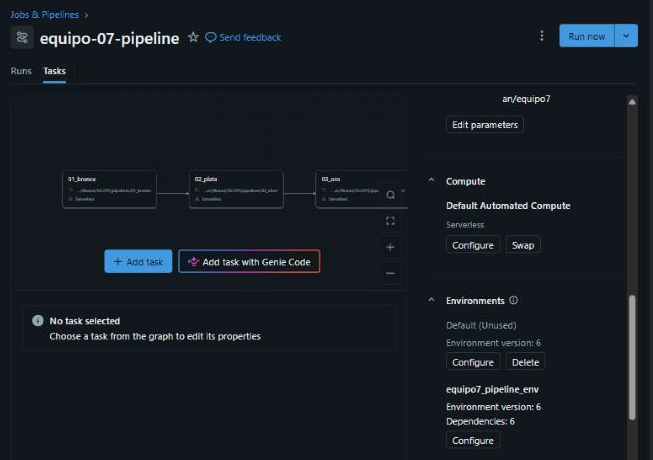 Jobs & Pipelines >
equipo-07-pipeline
Send feedback
Run now
Runs
Tasks
01_bronce
Serverless
02_plata
Serverless
03_oro
Serverless
+ Add task
Add task with Genie Code
No task selected
Choose a task from the graph to edit its properties
an/equipo7
Edit parameters
Compute
Default Automated Compute
Serverless
Configure
Swap
Environments
Default (Unused)
Environment version: 6
Configure
Delete
equipo7_pipeline_env
Environment version: 6
Dependencies: 6
Configure